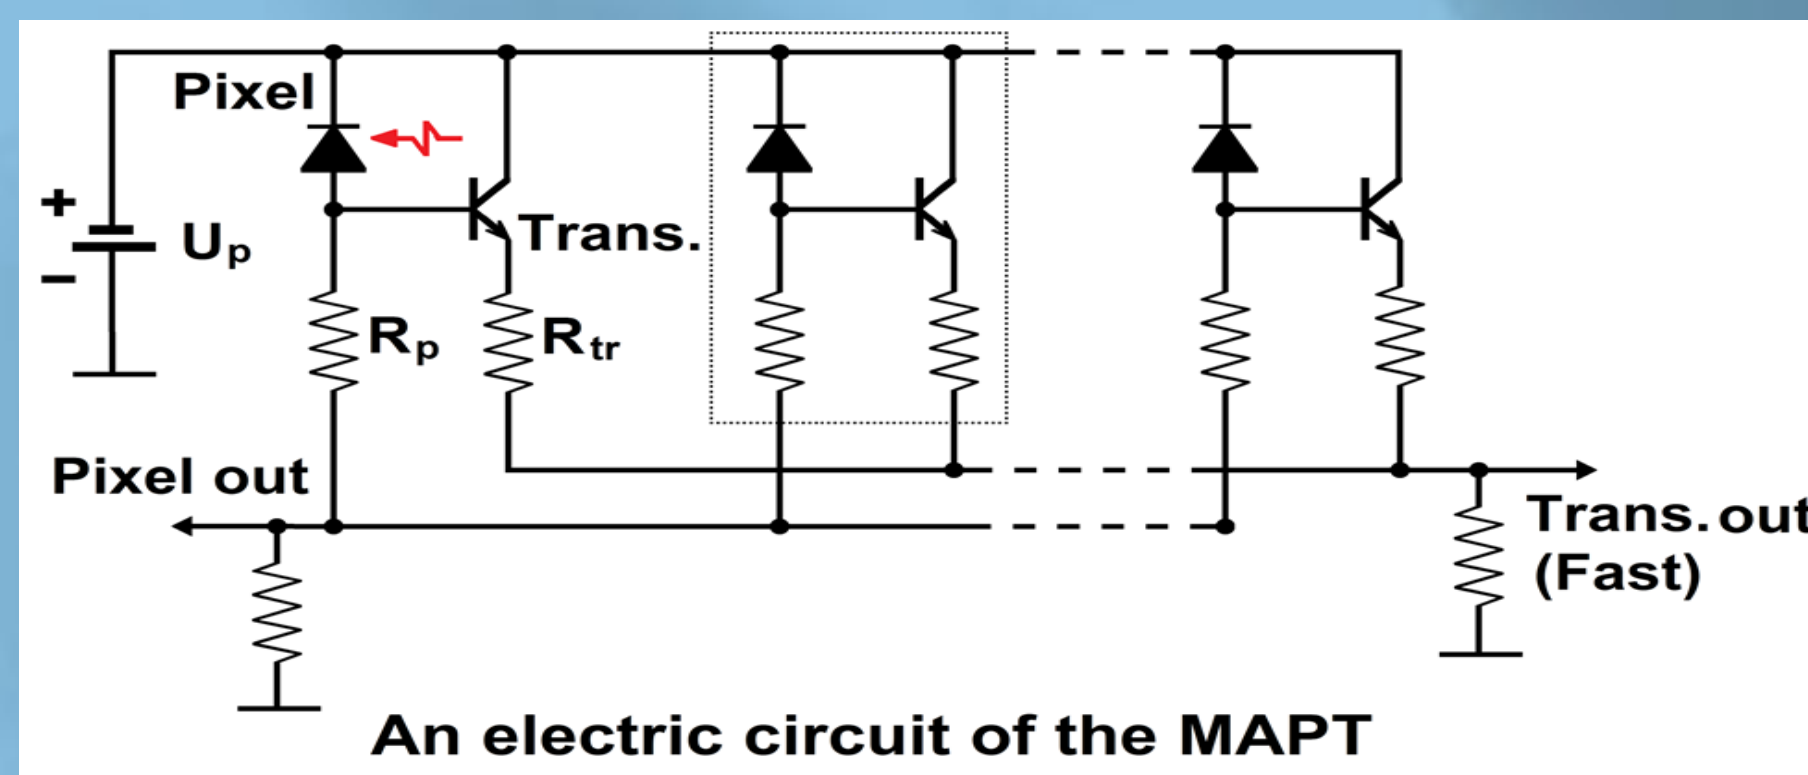 Pixel
+
Up
−
Trans.
Rp
Rtr
Pixel out
Trans. out
(Fast)
An electric circuit of the MAPT